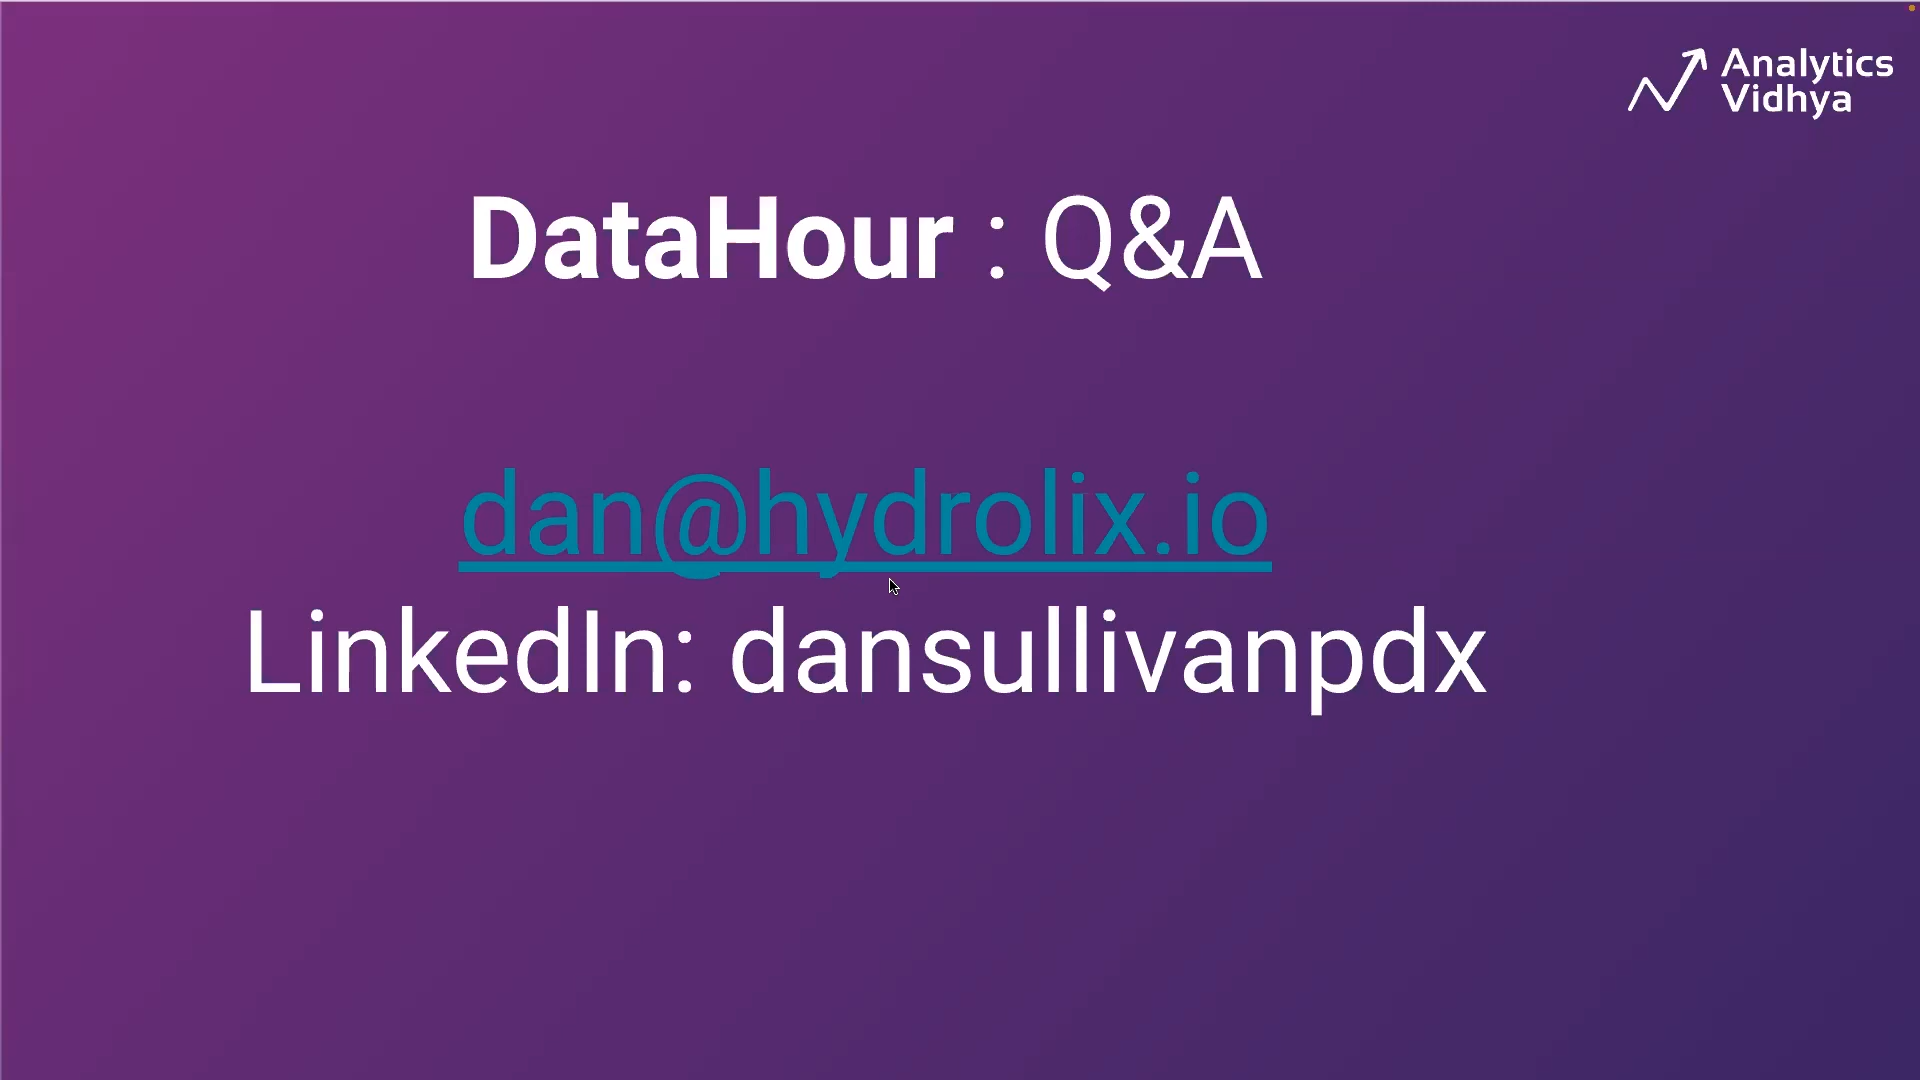 Analytics
Vidhya
DataHour : Q&A
dan@hydrolix.io
LinkedIn: dansullivanpdx